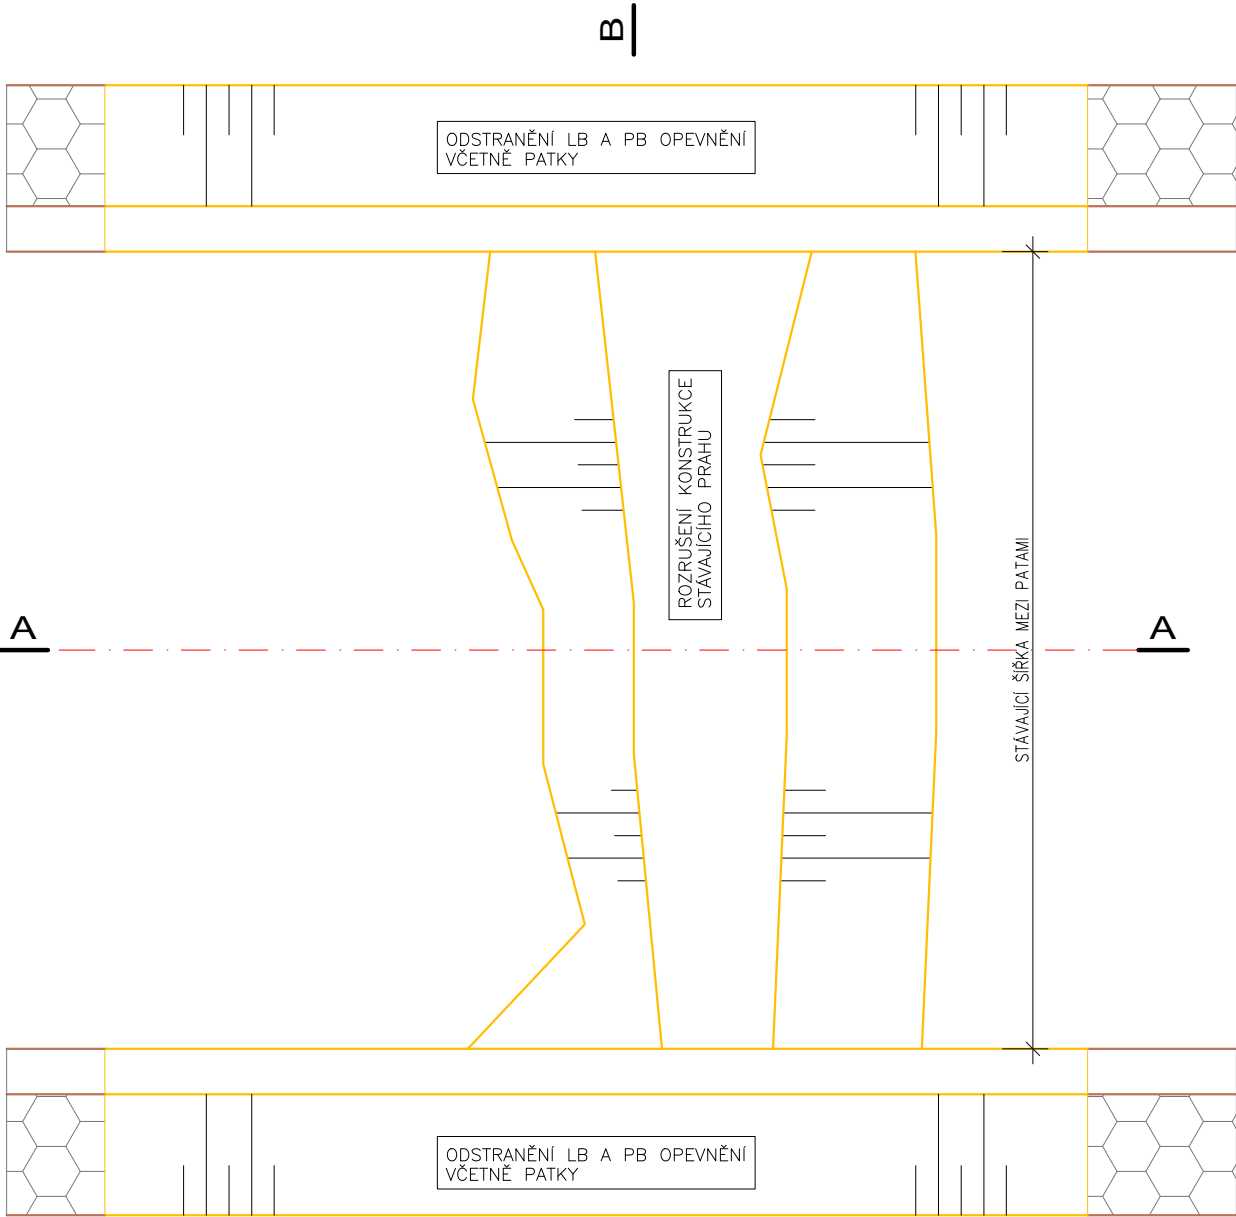 B
ODSTRANĚNÍ LB A PB OPEVNĚNÍ
VČETNĚ PATKY
ROZRUŠENÍ KONSTRUKCE
STÁVAJÍCÍHO PRAHU
STÁVAJÍCÍ ŠÍŘKA MEZI PATAMI
A
A
ODSTRANĚNÍ LB A PB OPEVNĚNÍ
VČETNĚ PATKY